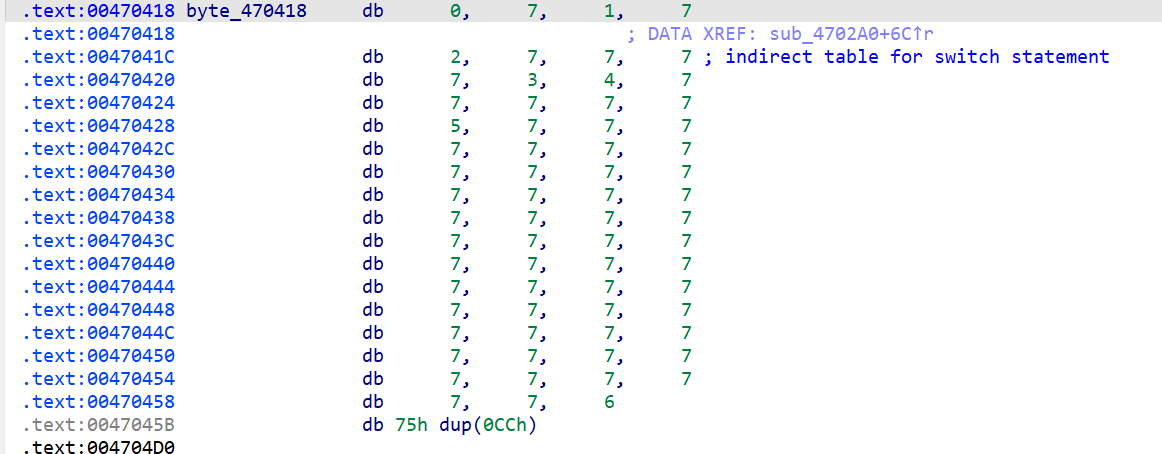 .text:00470418 byte_470418     db      0,     7,     1,      7
.text:00470418                                       ; DATA XREF: sub_4702A0+6C↑r
.text:0047041C                 db      2,     7,     7,      7 ; indirect table for switch statement
.text:00470420                 db      7,     3,     4,      7
.text:00470424                 db      7,     7,     7,      7
.text:00470428                 db      5,     7,     7,      7
.text:0047042C                 db      7,     7,     7,      7
.text:00470430                 db      7,     7,     7,      7
.text:00470434                 db      7,     7,     7,      7
.text:00470438                 db      7,     7,     7,      7
.text:0047043C                 db      7,     7,     7,      7
.text:00470440                 db      7,     7,     7,      7
.text:00470444                 db      7,     7,     7,      7
.text:00470448                 db      7,     7,     7,      7
.text:0047044C                 db      7,     7,     7,      7
.text:00470450                 db      7,     7,     7,      7
.text:00470454                 db      7,     7,     7,      7
.text:00470458                 db      7,     7,     6
.text:0047045B                 db 75h dup(0CCh)
.text:004704D0